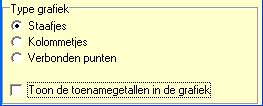 Type grafiek
Staafjes
Kolommetjes
Verbonden punten
Toon de toenamegetallen in de grafiek